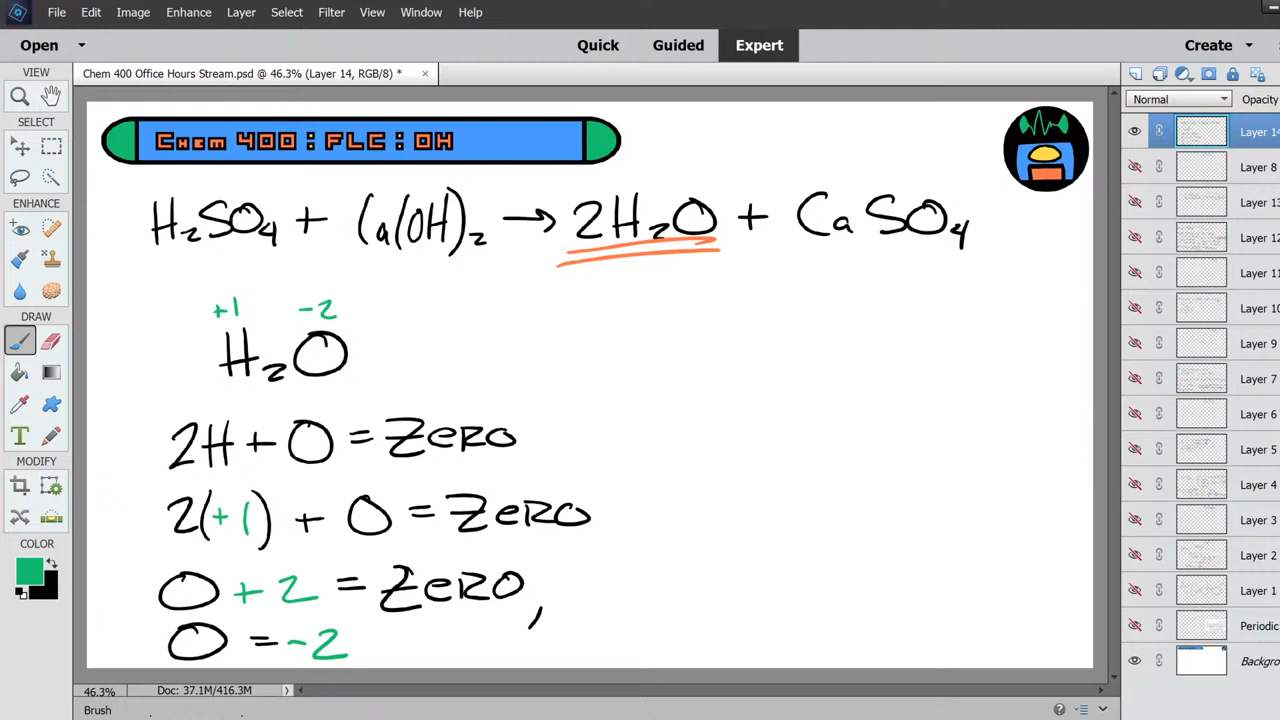 File Edit Image Enhance Layer Select Filter View Window Help
Open Quick Guided Expert Create
VIEW
SELECT
ENHANCE
DRAW
MODIFY
COLOR
Chem 400 Office Hours Stream.psd @ 46.3% (Layer 14, RGB/8) * ×
Chem 400 : FLC : OH
H₂SO₄ + Ca(OH)₂ → 2H₂O + CaSO₄
+1 -2
H₂O
2H + O = Zero
2(+1) + O = Zero
O + 2 = Zero,
O = -2
Normal Opacity
Layer 14
Layer 8
Layer 13
Layer 12
Layer 11
Layer 10
Layer 9
Layer 7
Layer 6
Layer 5
Layer 4
Layer 3
Layer 2
Layer 1
Periodic
Backgro
46.3% Doc: 37.1M/416.3M
Brush